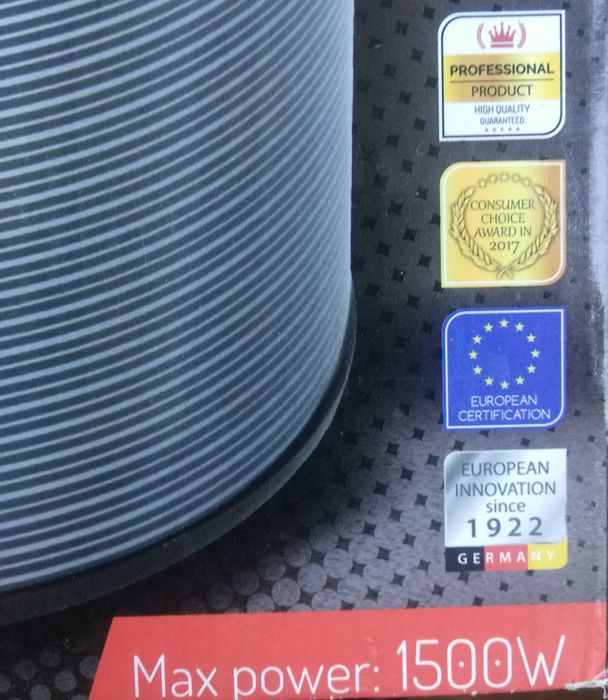 PROFESSIONAL
PRODUCT
HIGH QUALITY
GUARANTEED
CONSUMER
CHOICE
AWARD IN
2017
EUROPEAN
CERTIFICATION
EUROPEAN
INNOVATION
since
1922
GERMANY
Max power: 1500W